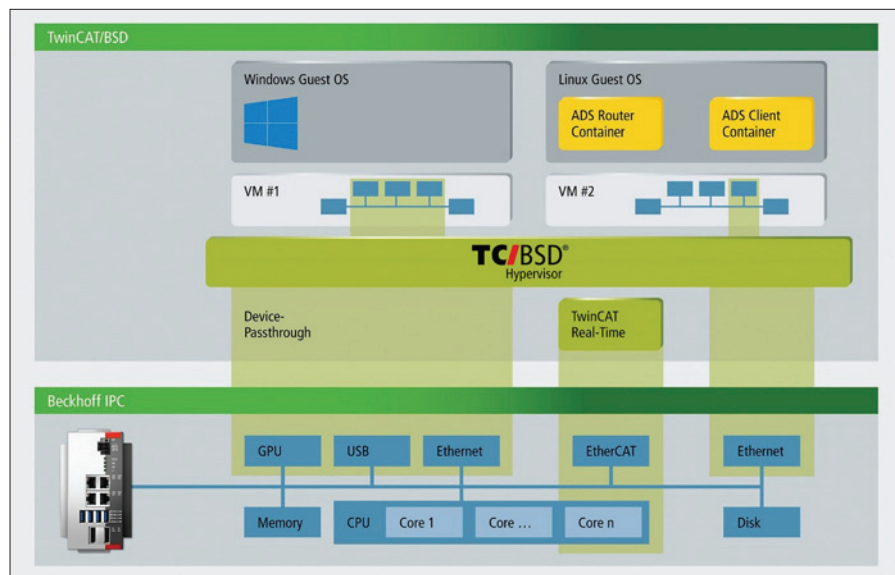 TwinCAT/BSD
Windows Guest OS
Linux Guest OS
ADS Router
Container
ADS Client
Container
VM #1
VM #2
TC/BSD®
Hypervisor
Device-
Passthrough
TwinCAT
Real-Time
Beckhoff IPC
GPU
USB
Ethernet
EtherCAT
Ethernet
Memory
CPU
Core 1
Core ...
Core n
Disk